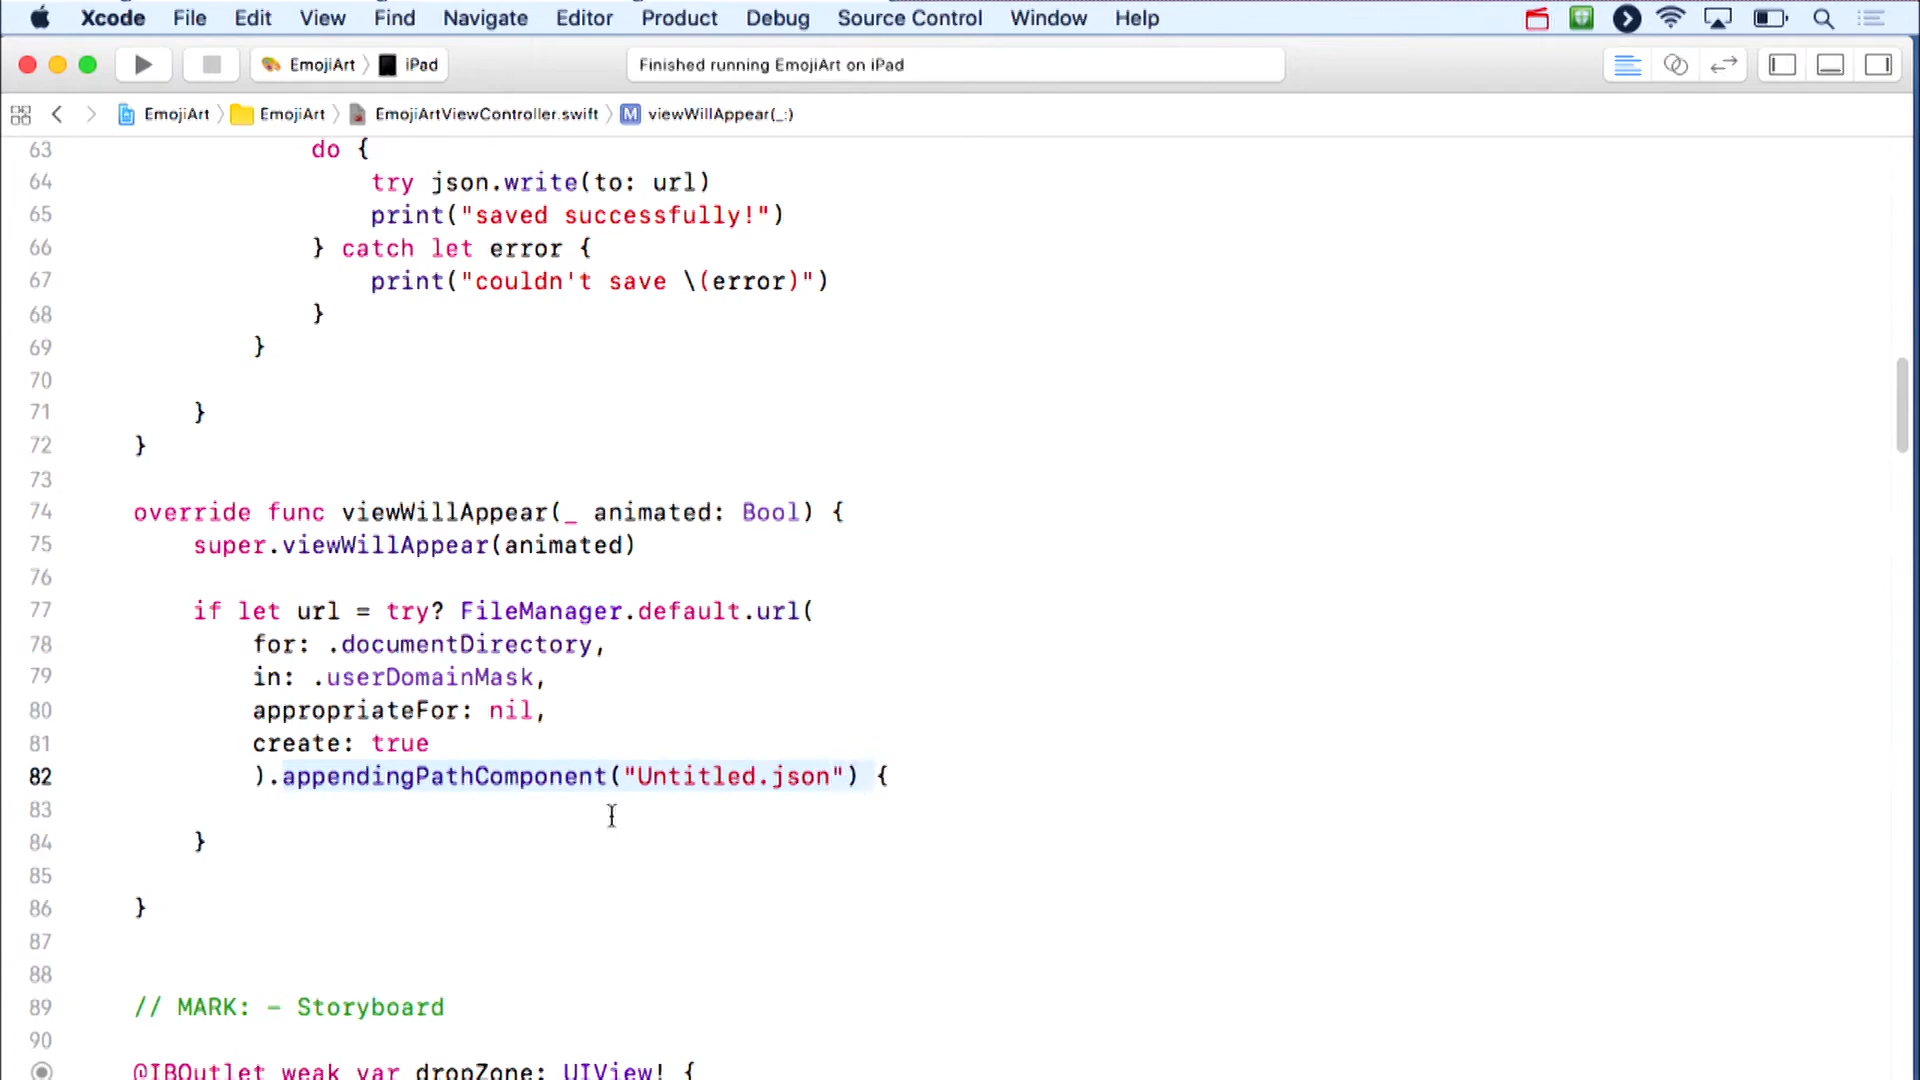 Xcode File Edit View Find Navigate Editor Product Debug Source Control Window Help
EmojiArt iPad Finished running EmojiArt on iPad
EmojiArt EmojiArt EmojiArtViewController.swift M viewWillAppear(_:)
63 do {
64 try json.write(to: url)
65 print("saved successfully!")
66 } catch let error {
67 print("couldn't save \(error)")
68 }
69 }
70
71 }
72 }
73
74 override func viewWillAppear(_ animated: Bool) {
75 super.viewWillAppear(animated)
76
77 if let url = try? FileManager.default.url(
78 for: .documentDirectory,
79 in: .userDomainMask,
80 appropriateFor: nil,
81 create: true
82 ).appendingPathComponent("Untitled.json") {
83
84 }
85
86 }
87
88
89 // MARK: - Storyboard
90
@IBOutlet weak var dropZone: UIView! {